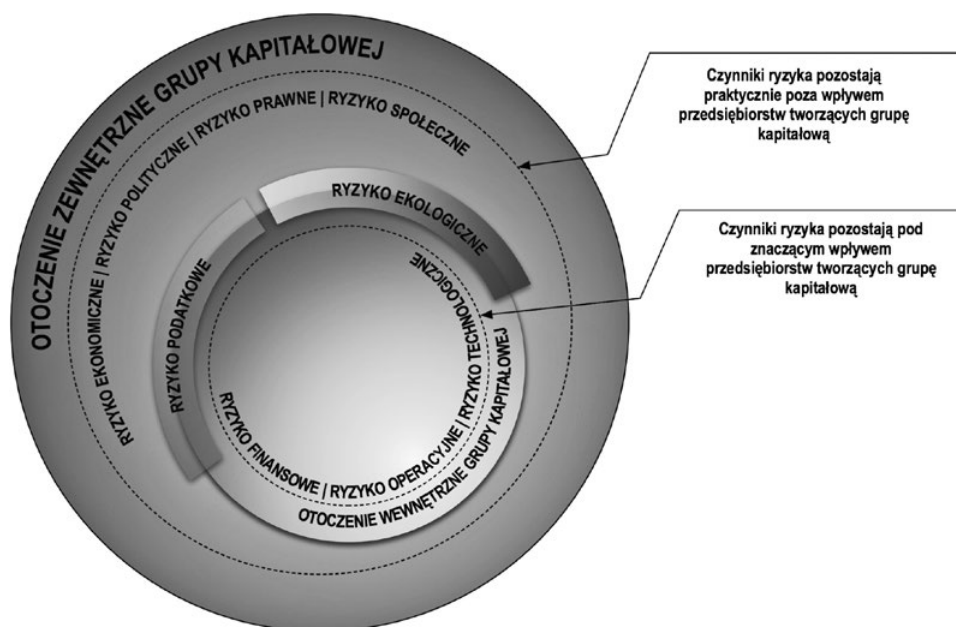 OTOCZENIE ZEWNĘTRZNE GRUPY KAPITAŁOWEJ
RYZYKO EKONOMICZNE | RYZYKO POLITYCZNE | RYZYKO PRAWNE | RYZYKO SPOŁECZNE
RYZYKO PODATKOWE
RYZYKO EKOLOGICZNE
RYZYKO FINANSOWE | RYZYKO OPERACYJNE | RYZYKO TECHNOLOGICZNE
OTOCZENIE WEWNĘTRZNE GRUPY KAPITAŁOWEJ
Czynniki ryzyka pozostają
praktycznie poza wpływem
przedsiębiorstw tworzących grupę
kapitałową
Czynniki ryzyka pozostają pod
znaczącym wpływem
przedsiębiorstw tworzących grupę
kapitałową